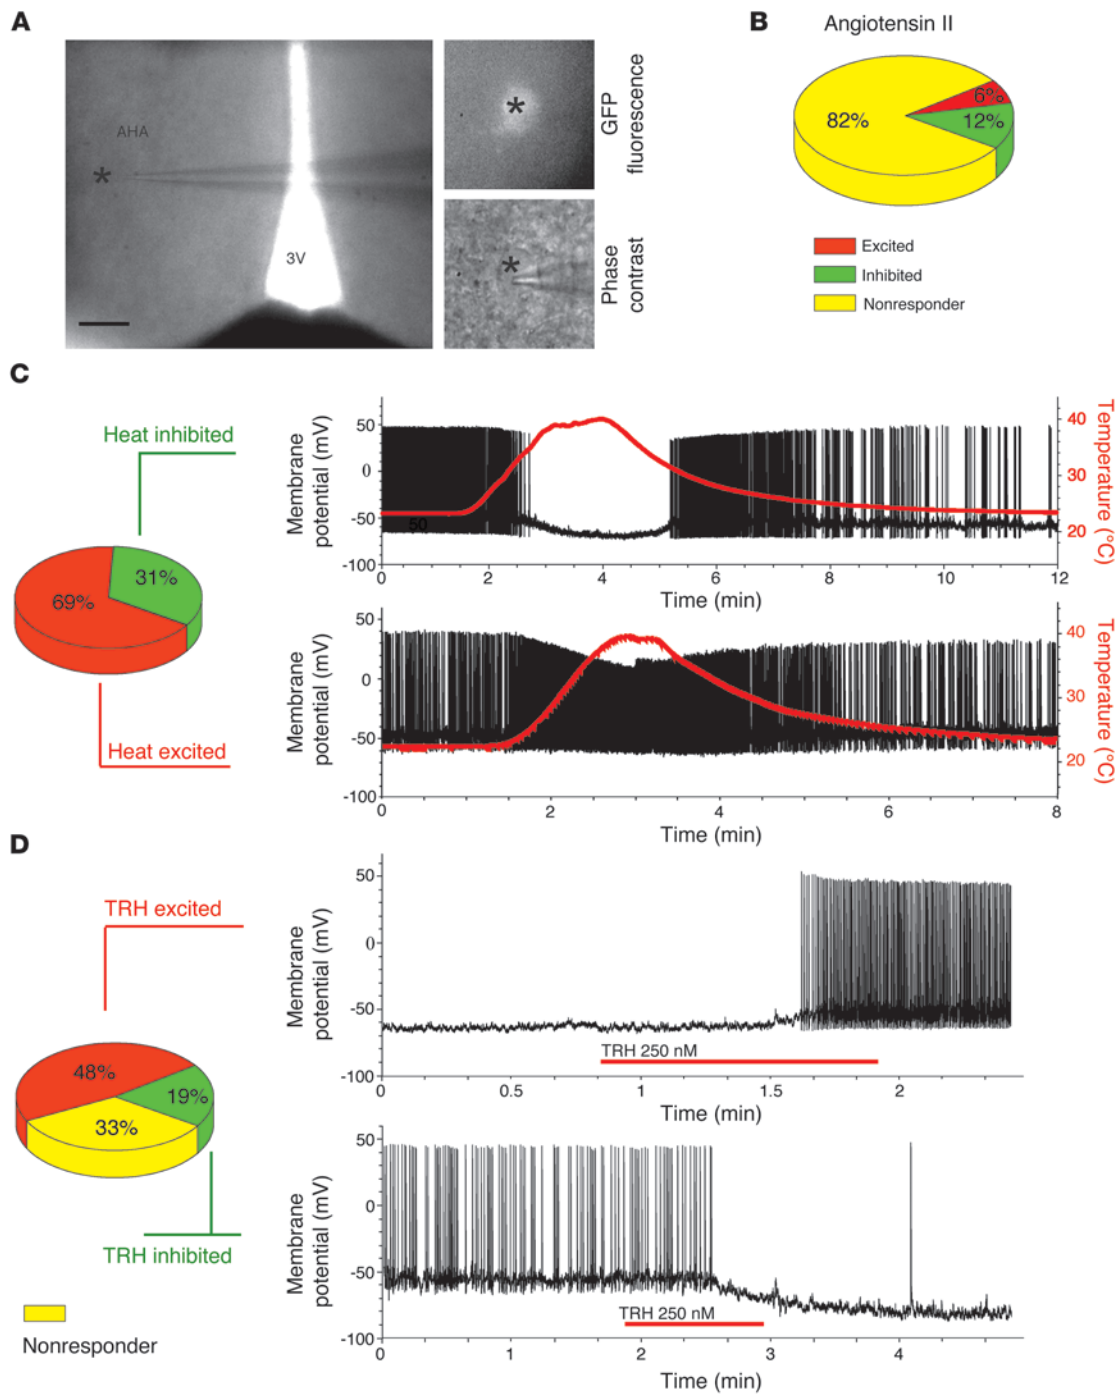 A
AHA
*
3V
*
GFP
fluorescence
*
Phase
contrast
B
Angiotensin II
6%
82%
12%
Excited
Inhibited
Nonresponder
C
Heat inhibited
31%
69%
Heat excited
Membrane
potential (mV)
50
0
-50
-100
50
0
2
4
6
8
10
12
Time (min)
40
30
20
Temperature (°C)
Membrane
potential (mV)
50
0
-50
-100
0
2
4
6
8
Time (min)
40
30
20
Temperature (°C)
D
TRH excited
48%
19%
33%
TRH inhibited
Nonresponder
Membrane
potential (mV)
50
0
-50
-100
TRH 250 nM
0
0.5
1
1.5
2
Time (min)
Membrane
potential (mV)
50
0
-50
-100
TRH 250 nM
0
1
2
3
4
Time (min)